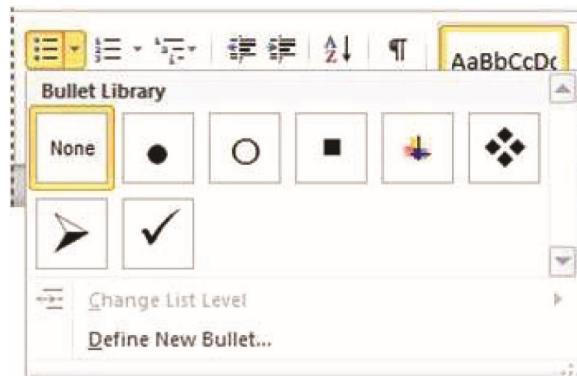 AaBbCcDc
Bullet Library
None
Change List Level
Define New Bullet...